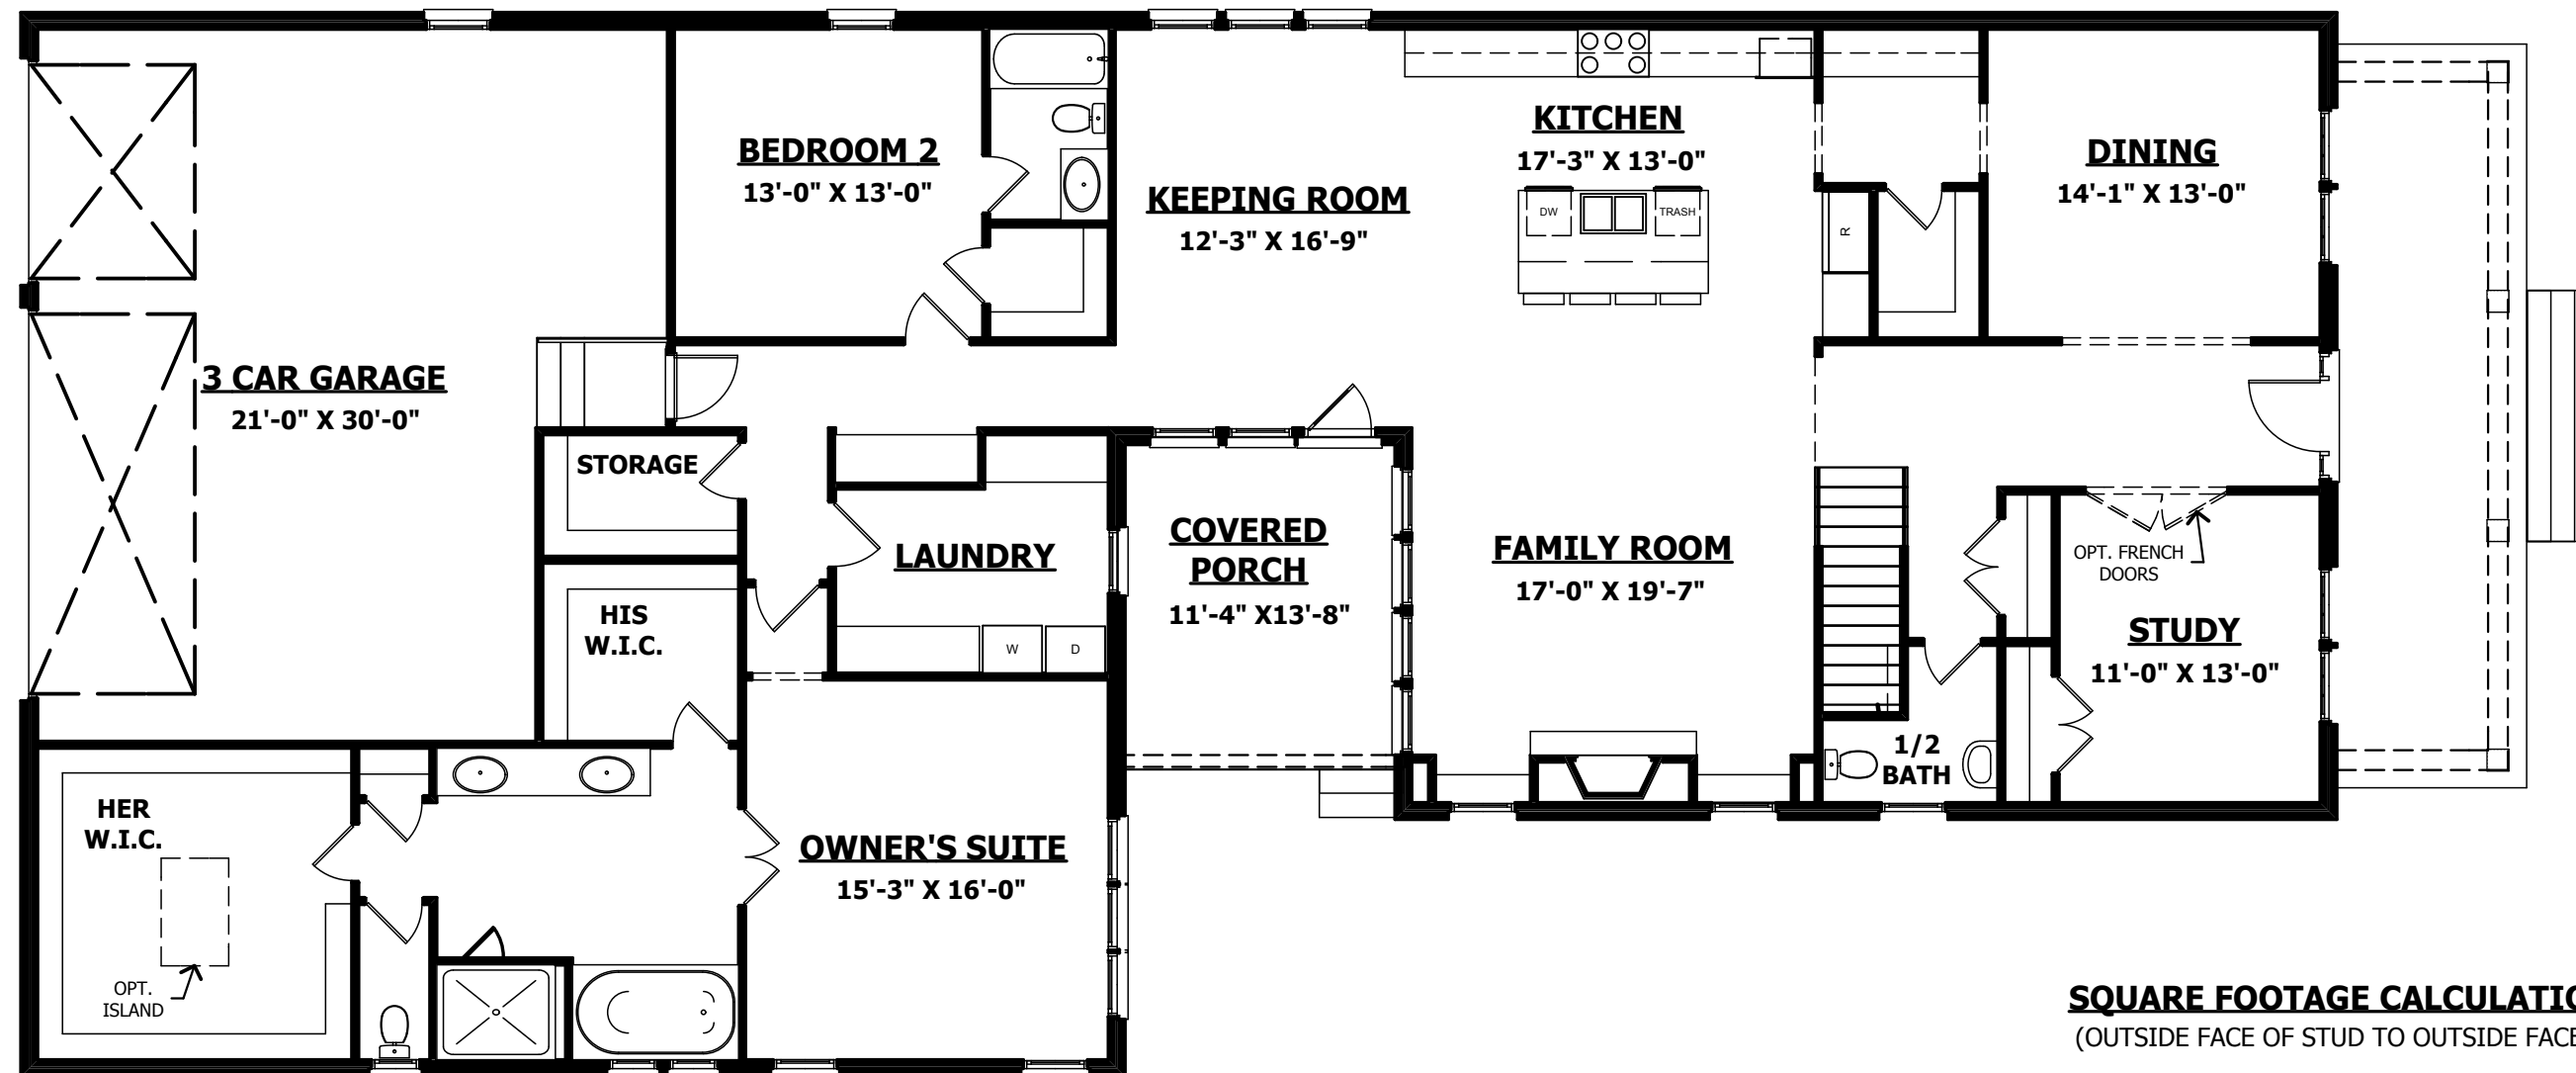 BEDROOM 2
13'-0" X 13'-0"
KEEPING ROOM
12'-3" X 16'-9"
KITCHEN
17'-3" X 13'-0"
DW
TRASH
R
DINING
14'-1" X 13'-0"
3 CAR GARAGE
21'-0" X 30'-0"
STORAGE
LAUNDRY
W
D
HIS
W.I.C.
COVERED
PORCH
11'-4" X13'-8"
FAMILY ROOM
17'-0" X 19'-7"
OPT. FRENCH
DOORS
STUDY
11'-0" X 13'-0"
1/2
BATH
HER
W.I.C.
OPT.
ISLAND
OWNER'S SUITE
15'-3" X 16'-0"
SQUARE FOOTAGE CALCULATIO
(OUTSIDE FACE OF STUD TO OUTSIDE FACE